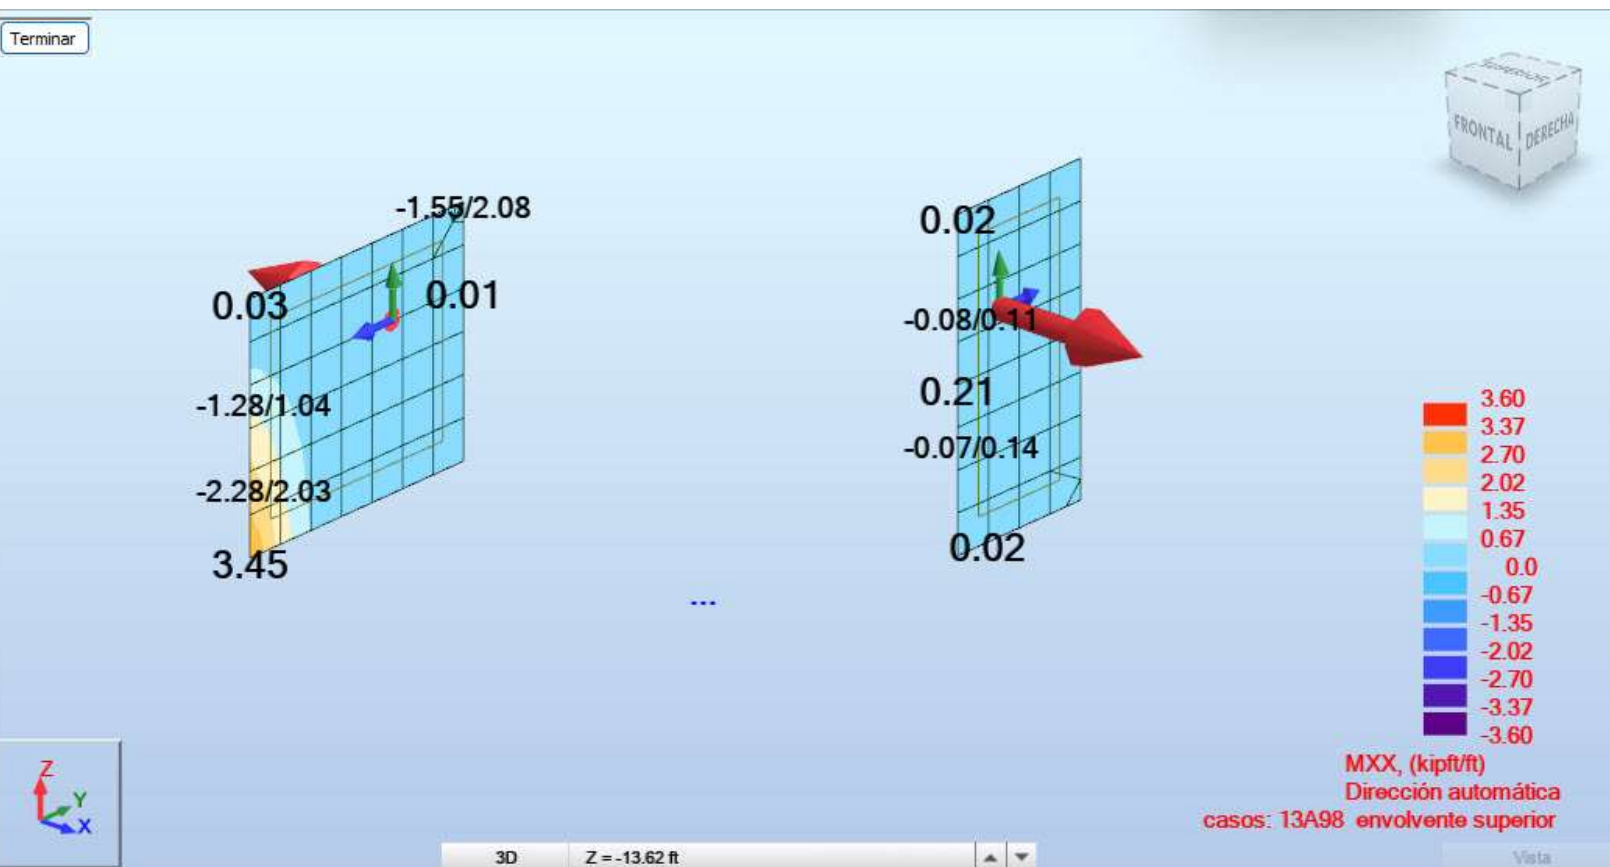 Terminar
SUPERIOR
FRONTAL
DERECHA
-1.55/2.08
0.03
0.01
-1.28/1.04
-2.28/2.03
3.45
0.02
-0.08/0.11
0.21
-0.07/0.14
0.02
...
3.60
3.37
2.70
2.02
1.35
0.67
0.0
-0.67
-1.35
-2.02
-2.70
-3.37
-3.60
MXX, (kipft/ft)
Dirección automática
casos: 13A98 envolvente superior
Z
Y
X
3D
Z = -13.62 ft
Vista